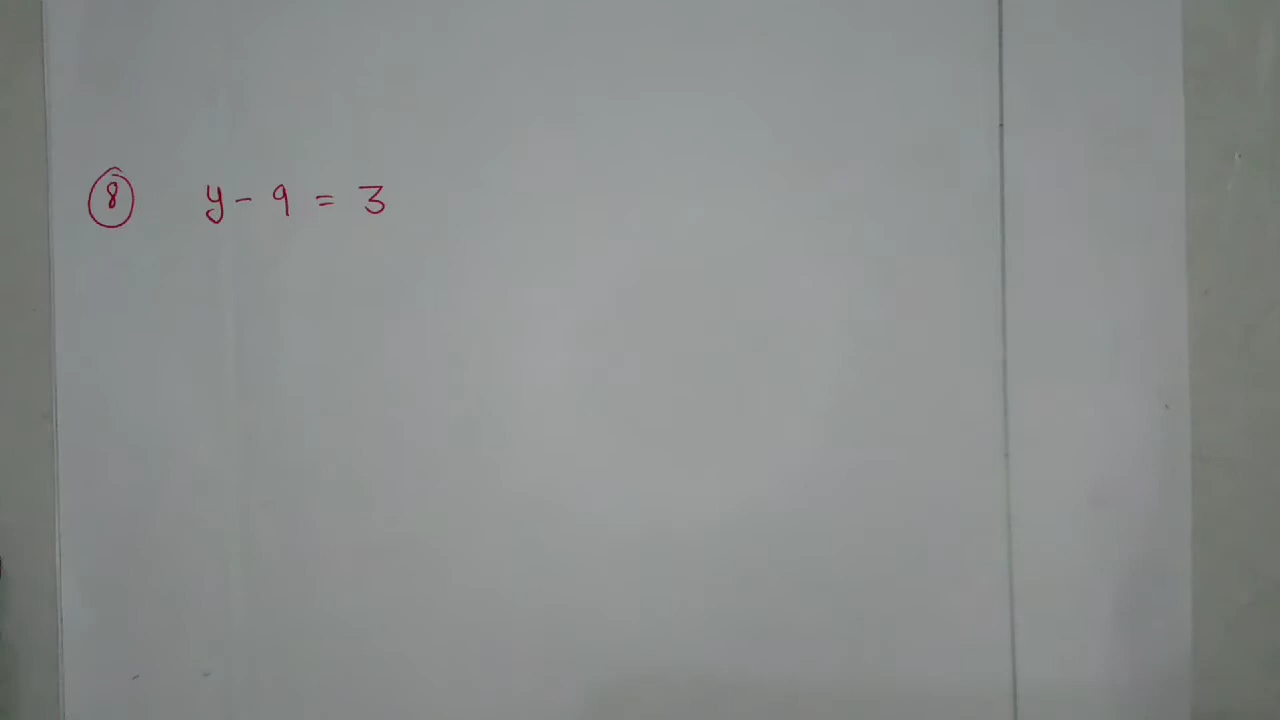 ⑧ y - 9 = 3